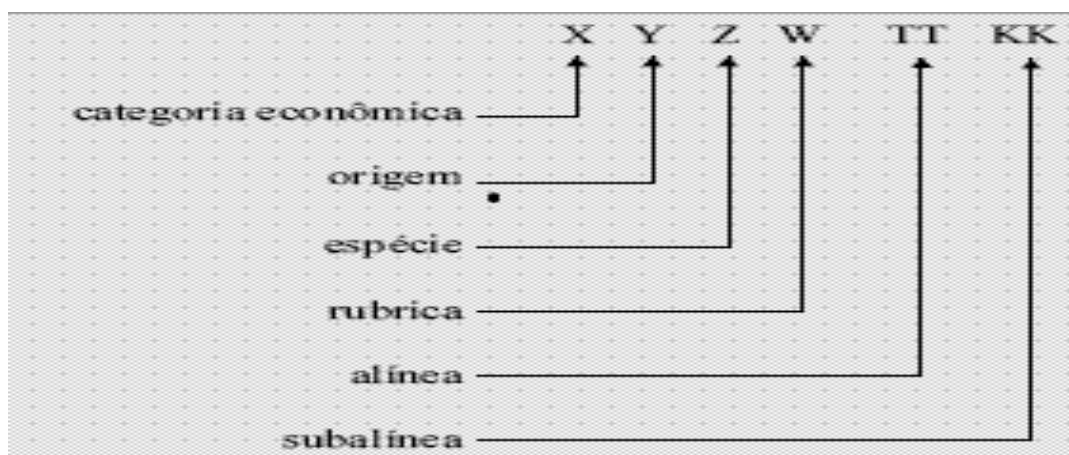 X Y Z W TT KK
categoria econômica
origem
espécie
rubrica
alínea
subalínea